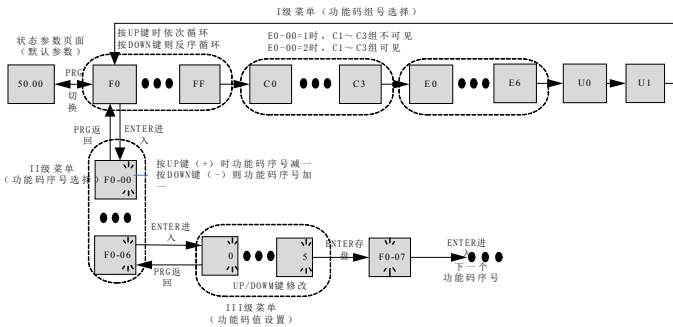 I级菜单（功能码组号选择）
按UP键时依次循环
按DOWN键则反序循环
E0-00=1时，C1～C3组不可见
E0-00=2时，C1～C3组可见
状态参数页面
（默认参数）
50.00
PRG
切
换
F0
FF
C0
C3
E0
E6
U0
U1
PRG返
回
ENTER进
入
II级菜单
（功能码序号选择）
F0-00
按UP键（+）时功能码序号减一
按DOWN键（-）则功能码序号加
一
F0-06
ENTER进
入
PRG返
回
0
5
UP/DOWM键修改
ENTER存
盘
F0-07
ENTER进
入
下一个
功能码序号
III级菜单
（功能码值设置）